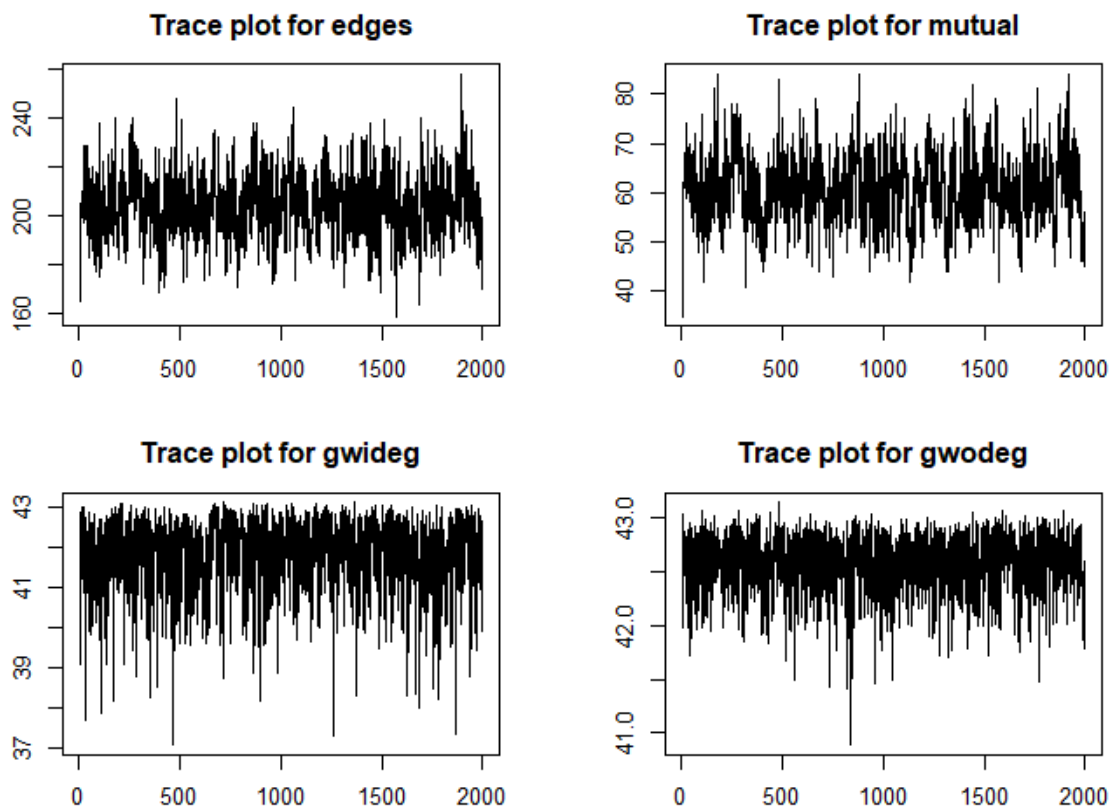 Trace plot for edges
240
200
160
0 500 1000 1500 2000
Trace plot for mutual
80
70
60
50
40
0 500 1000 1500 2000
Trace plot for gwideg
43
41
39
37
0 500 1000 1500 2000
Trace plot for gwodeg
43.0
42.0
41.0
0 500 1000 1500 2000